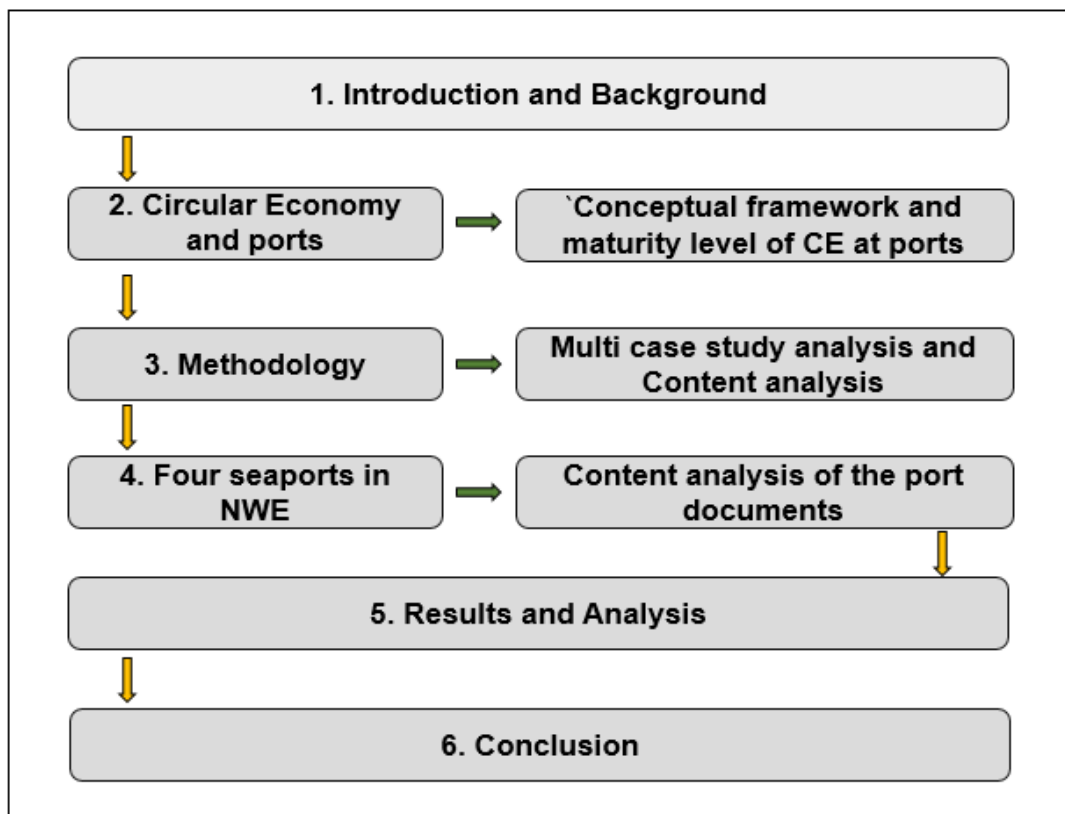 1. Introduction and Background
2. Circular Economy
and ports
`Conceptual framework and
maturity level of CE at ports
3. Methodology
Multi case study analysis and
Content analysis
4. Four seaports in
NWE
Content analysis of the port
documents
5. Results and Analysis
6. Conclusion